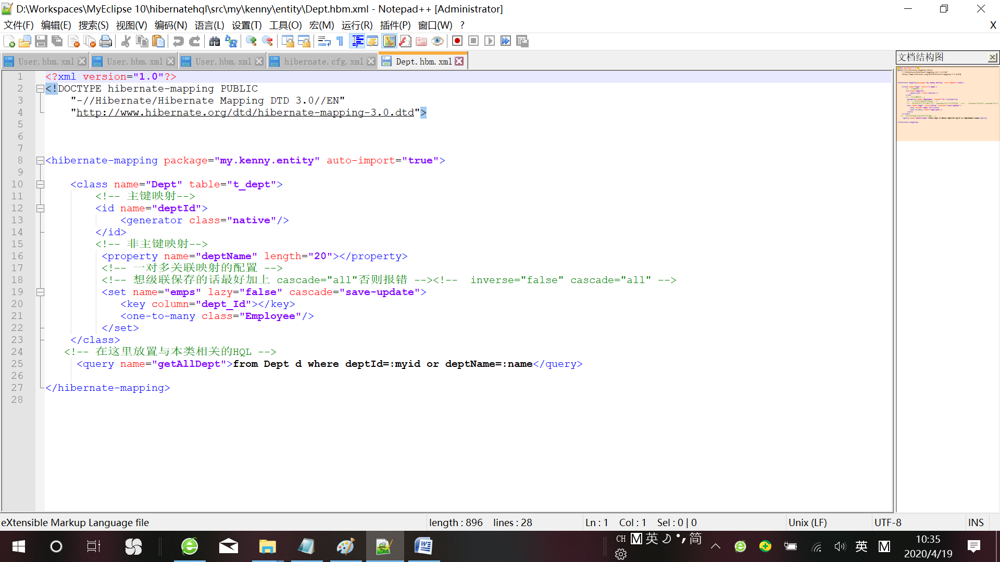 D:\Workspaces\MyEclipse 10\hibernatehql\src\my\kenny\entity\Dept.hbm.xml - Notepad++ [Administrator]
文件(F) 编辑(E) 搜索(S) 视图(V) 编码(N) 语言(L) 设置(T) 工具(O) 宏(M) 运行(R) 插件(P) 窗口(W) ? X
User.hbm.xml User.hbm.xml User.hbm.xml hibernate.cfg.xml Dept.hbm.xml 文档结构图
1 <?xml version="1.0"?>
2 <!DOCTYPE hibernate-mapping PUBLIC
3 "-//Hibernate/Hibernate Mapping DTD 3.0//EN"
4 "http://www.hibernate.org/dtd/hibernate-mapping-3.0.dtd">
5
6
7
8 <hibernate-mapping package="my.kenny.entity" auto-import="true">
9
10 <class name="Dept" table="t_dept">
11 <!-- 主键映射-->
12 <id name="deptId">
13 <generator class="native"/>
14 </id>
15 <!-- 非主键映射-->
16 <property name="deptName" length="20"></property>
17 <!-- 一对多关联映射的配置 -->
18 <!-- 想级联保存的话最好加上 cascade="all"否则报错 --><!--  inverse="false" cascade="all" -->
19 <set name="emps" lazy="false" cascade="save-update">
20 <key column="dept_Id"></key>
21 <one-to-many class="Employee"/>
22 </set>
23 </class>
24 <!-- 在这里放置与本类相关的HQL -->
25 <query name="getAllDept">from Dept d where deptId=:myid or deptName=:name</query>
26
27 </hibernate-mapping>
28
eXtensible Markup Language file length : 896 lines : 28 Ln : 1 Col : 1 Sel : 0 | 0 Unix (LF) UTF-8 INS
CH M 英 简 英 M 10:35
2020/4/19